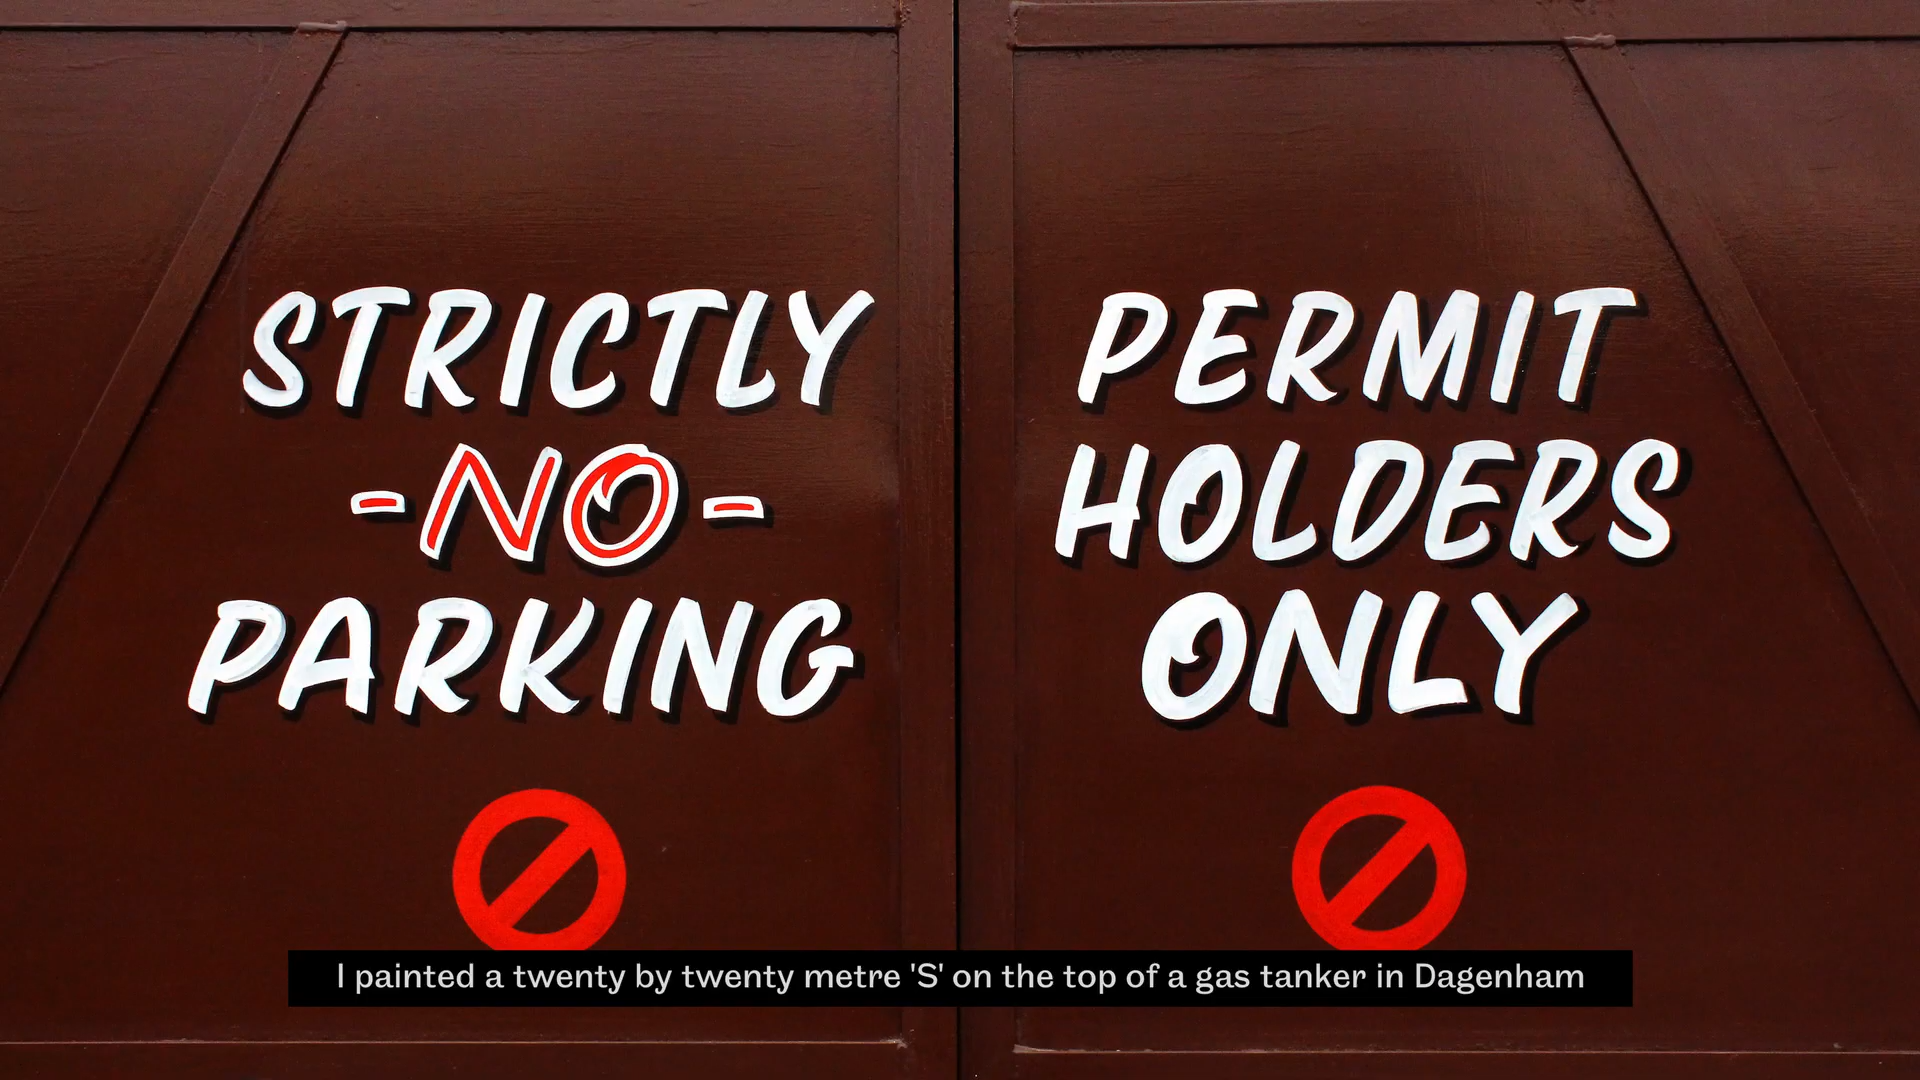 STRICTLY
-NO-
PARKING
PERMIT
HOLDERS
ONLY
I painted a twenty by twenty metre 'S' on the top of a gas tanker in Dagenham